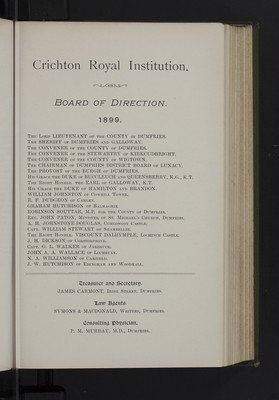 Crichton Royal Institution.
BOARD OF DIRECTION.
1899.
THE LORD LIEUTENANT OF THE COUNTY OF DUMFRIES.
THE SHERIFF OF DUMFRIES AND GALLOWAY.
THE CONVENER OF THE COUNTY OF DUMFRIES.
THE CONVENER OF THE STEWARTRY OF KIRKCUDBRIGHT.
THE CONVENER OF THE COUNTY OF WIGTOWN.
THE CHAIRMAN OF DUMFRIES DISTRICT BOARD OF LUNACY.
THE PROVOST OF THE BURGH OF DUMFRIES.
HIS GRACE THE DUKE OF BUCCLEUCH AND QUEENSBERRY, K.G., K.T.
THE RIGHT HONBLE. THE EARL OF GALLOWAY, K.T.
HIS GRACE THE DUKE OF HAMILTON AND BRANDON.
WILLIAM JOHNSTON OF COWHILL TOWER.
R. F. DUDGEON OF CARGEN.
GRAHAM HUTCHISON OF BALMAGHIE.
ROBINSON SOUTTAR, M.P. FOR THE COUNTY OF DUMFRIES.
REV. JOHN PATON, MINISTER OF ST. MICHAEL'S CHURCH, DUMFRIES.
A. H. JOHNSTONE-DOUGLAS, COMLONGON CASTLE.
CAPT. WILLIAM STEWART OF SHAMBELLIE.
THE RIGHT HONBLE. VISCOUNT DALRYMPLE, LOCHINCH CASTLE.
J. H. DICKSON OF
CAPT. G. L. WALKER OF
JOHN A. A. WALLACE OF LOCHRYAN.
N. A. WILLIAMSON OF
J. W. HUTCHISON OF EDINGHAM AND
Treasurer and Secretary.
JAMES CARMONT, BANK STREET, DUMFRIES.
Law Agents
SYMONS & MACDONALD, WRITERS, DUMFRIES.
Consulting Physician,
P. M. MURRAY, M.D., DUMFRIES.